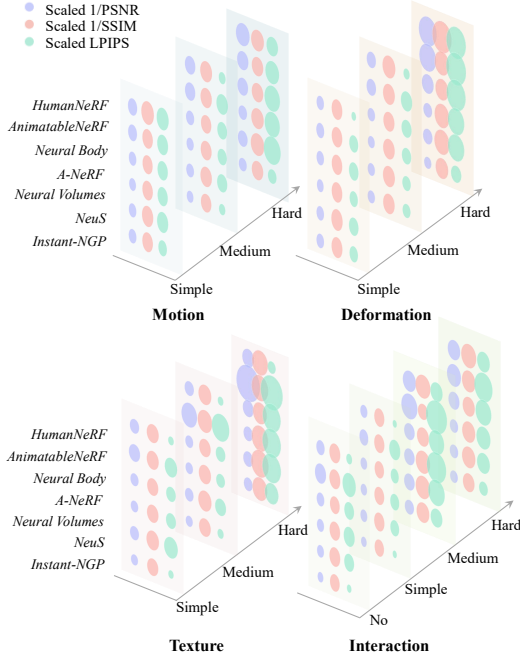 Scaled 1/PSNR
Scaled 1/SSIM
Scaled LPIPS
HumanNeRF
AnimatableNeRF
Neural Body
A-NeRF
Neural Volumes
NeuS
Instant-NGP
Simple
Medium
Hard
Motion
Simple
Medium
Hard
Deformation
HumanNeRF
AnimatableNeRF
Neural Body
A-NeRF
Neural Volumes
NeuS
Instant-NGP
Simple
Medium
Hard
Texture
No
Simple
Medium
Hard
Interaction